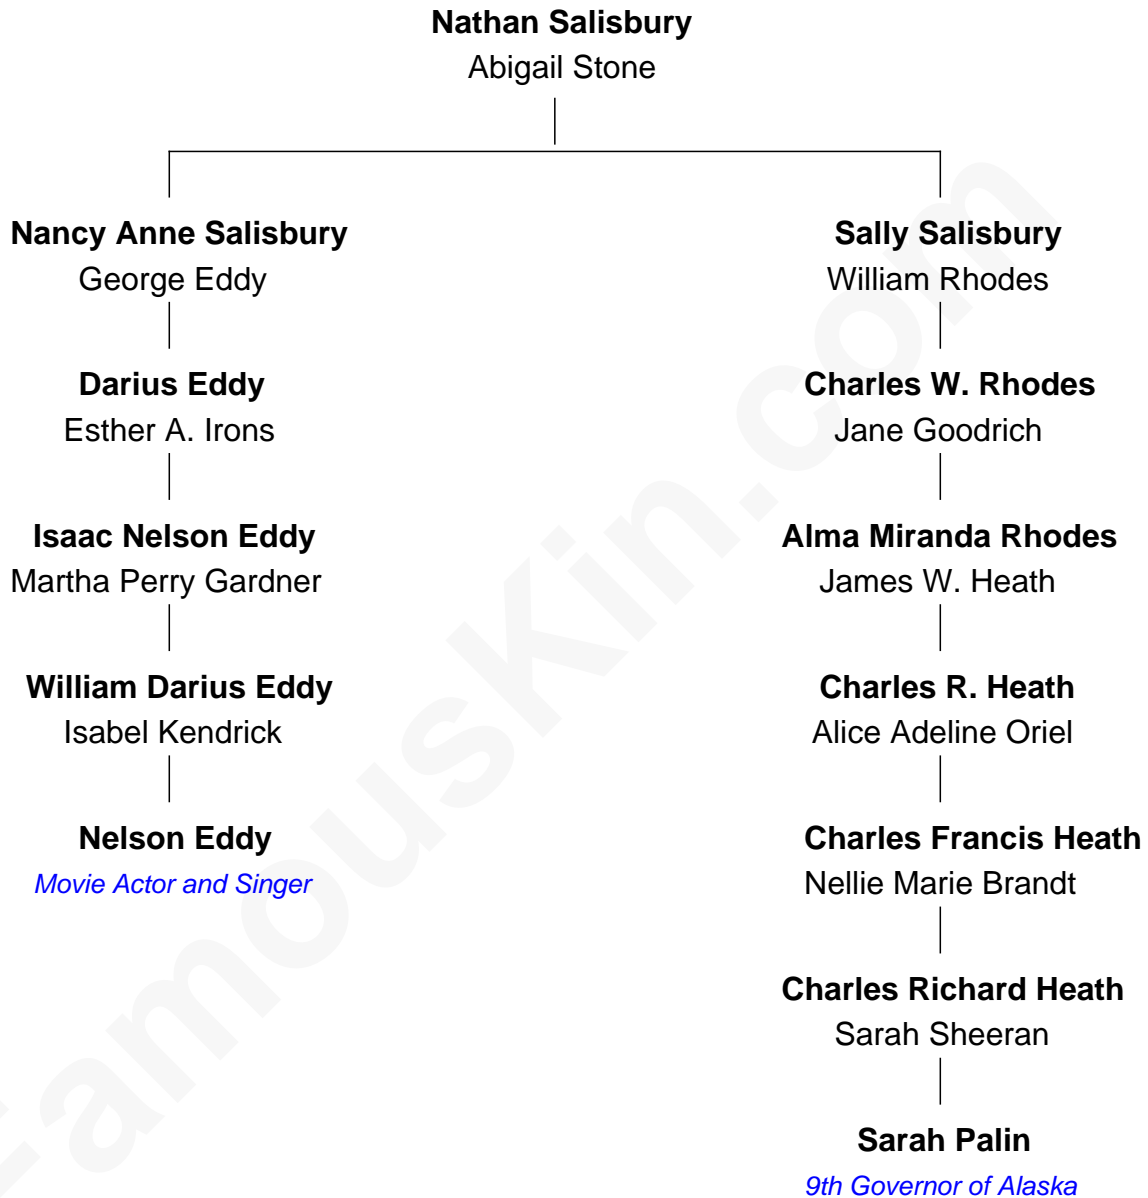 Nathan Salisbury
Abigail Stone
Nancy Anne Salisbury
George Eddy
Darius Eddy
Esther A. Irons
Isaac Nelson Eddy
Martha Perry Gardner
William Darius Eddy
Isabel Kendrick
Nelson Eddy
Movie Actor and Singer
Sally Salisbury
William Rhodes
Charles W. Rhodes
Jane Goodrich
Alma Miranda Rhodes
James W. Heath
Charles R. Heath
Alice Adeline Oriel
Charles Francis Heath
Nellie Marie Brandt
Charles Richard Heath
Sarah Sheeran
Sarah Palin
9th Governor of Alaska
FamousKin.com